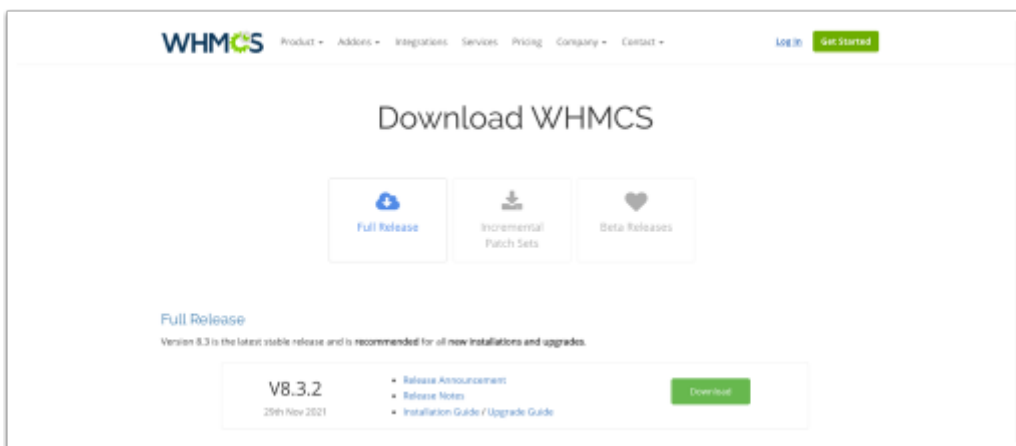 WHMCS Product Addons Integrations Services Pricing Company Contact Log In Get Started
Download WHMCS
Full Release
Incremental
Patch Sets
Beta Releases
Full Release
Version 8.3 is the latest stable release and is recommended for all new installations and upgrades.
V8.3.2
29th Nov 2021
Release Announcement
Release Notes
Installation Guide / Upgrade Guide
Download